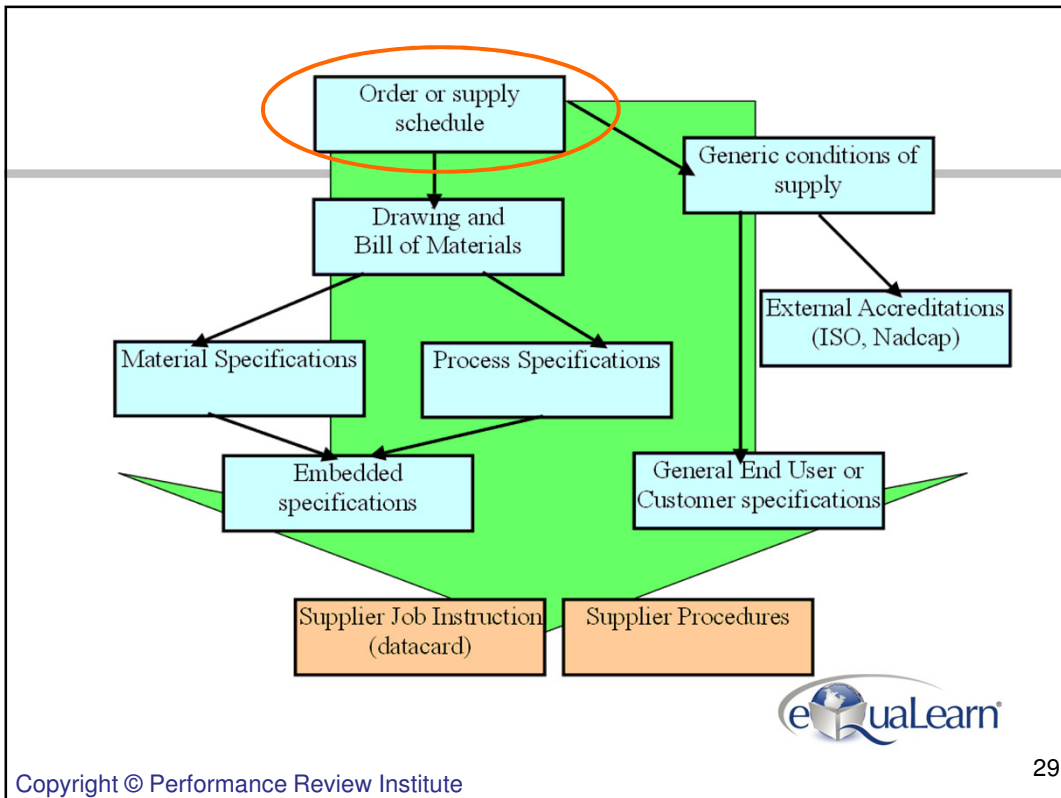 Order or supply
schedule
Generic conditions of
supply
Drawing and
Bill of Materials
External Accreditations
(ISO, Nadcap)
Material Specifications
Process Specifications
Embedded
specifications
General End User or
Customer specifications
Supplier Job Instruction
(datacard)
Supplier Procedures
eQuaLearn®
Copyright © Performance Review Institute
29